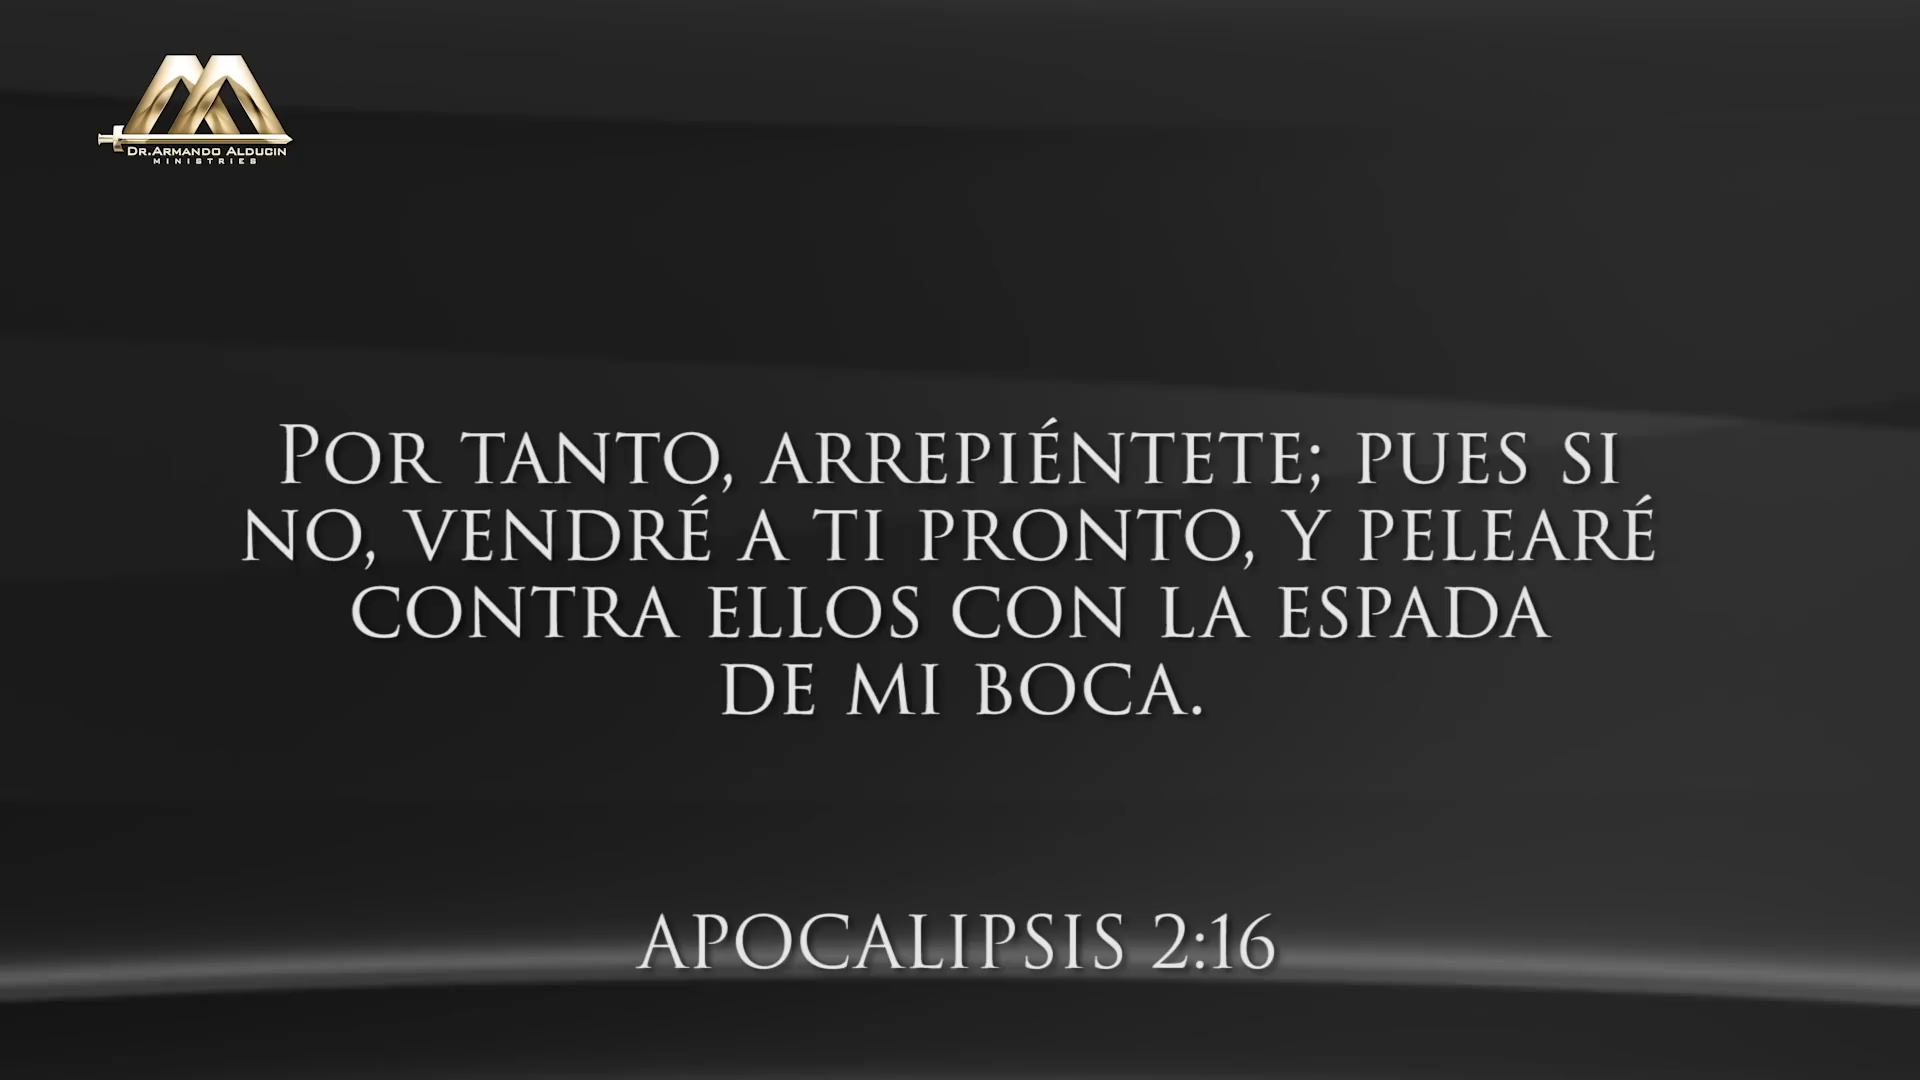 Dr.Armando Alducin
MINISTRIES
Por tanto, arrepiéntete; pues si
no, vendré a ti pronto, y pelearé
contra ellos con la espada
de mi boca.
APOCALIPSIS 2:16